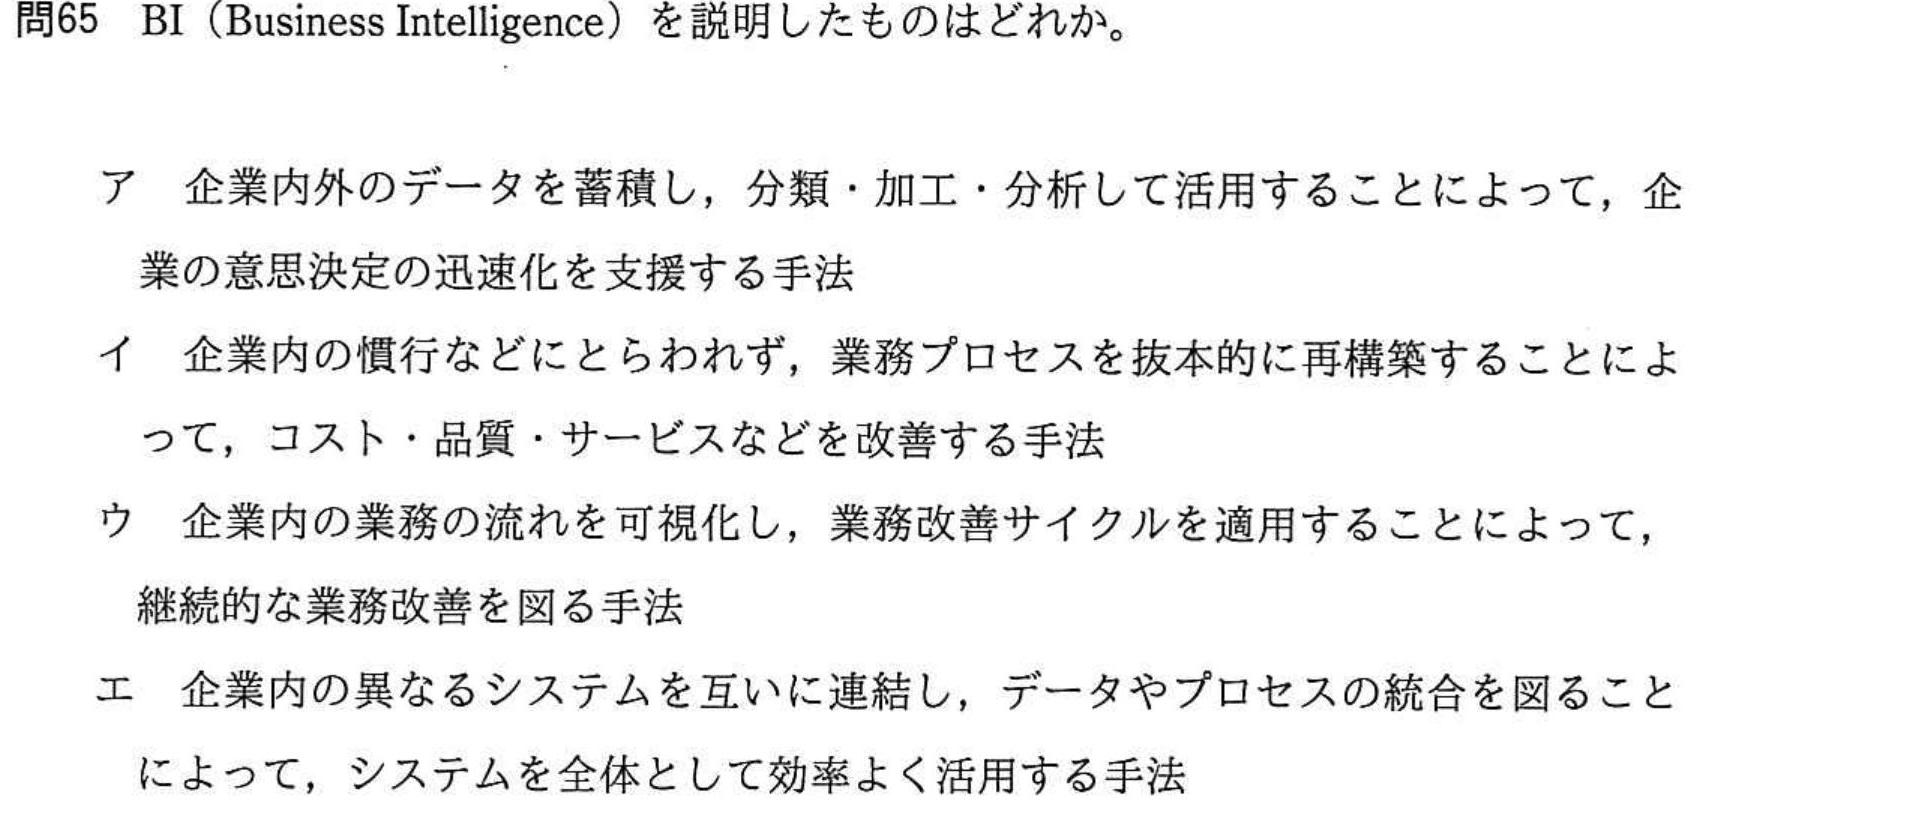 問65　BI（Business Intelligence）を説明したものはどれか。
ア　企業内外のデータを蓄積し，分類・加工・分析して活用することによって，企
業の意思決定の迅速化を支援する手法
イ　企業内の慣行などにとらわれず，業務プロセスを抜本的に再構築することによ
って，コスト・品質・サービスなどを改善する手法
ウ　企業内の業務の流れを可視化し，業務改善サイクルを適用することによって，
継続的な業務改善を図る手法
エ　企業内の異なるシステムを互いに連結し，データやプロセスの統合を図ること
によって，システムを全体として効率よく活用する手法